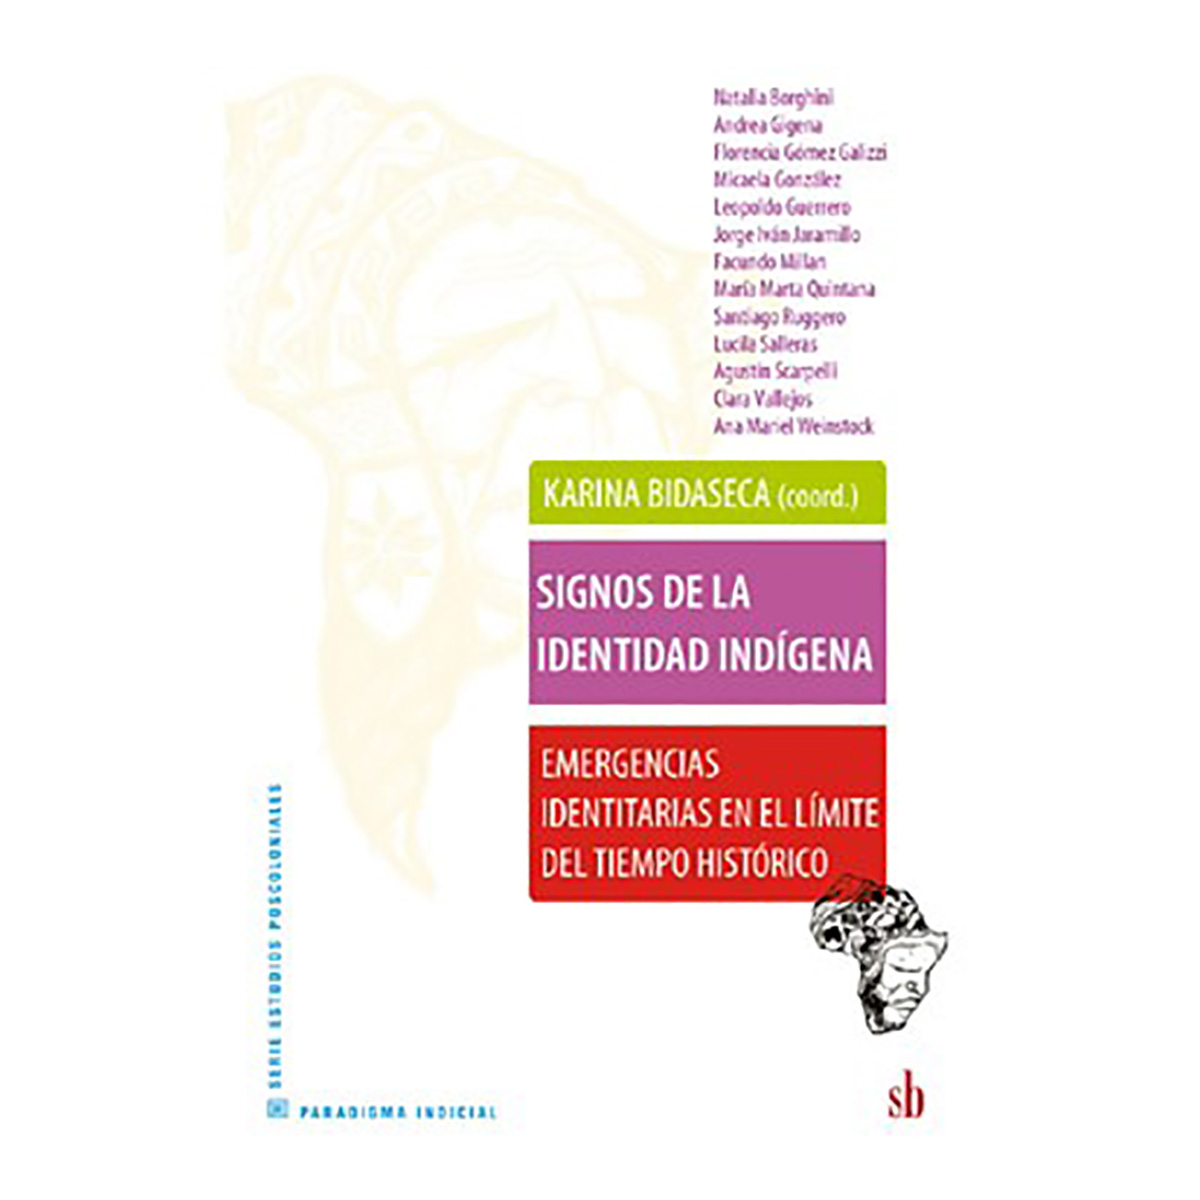 Natalia Borghini
Andrea Gigena
Florencia Gómez Galizzi
Micaela González
Leopoldo Guerrero
Jorge Iván Jaramillo
Facundo Millan
María Marta Quintana
Santiago Ruggero
Lucila Salleras
Agustín Scarpelli
Clara Vallejos
Ana Mariel Weinstock
KARINA BIDASECA (coord.)
SIGNOS DE LA
IDENTIDAD INDÍGENA
EMERGENCIAS
IDENTITARIAS EN EL LÍMITE
DEL TIEMPO HISTÓRICO
SERIE ESTUDIOS POSCOLONIALES
PARADIGMA INDICIAL
sb